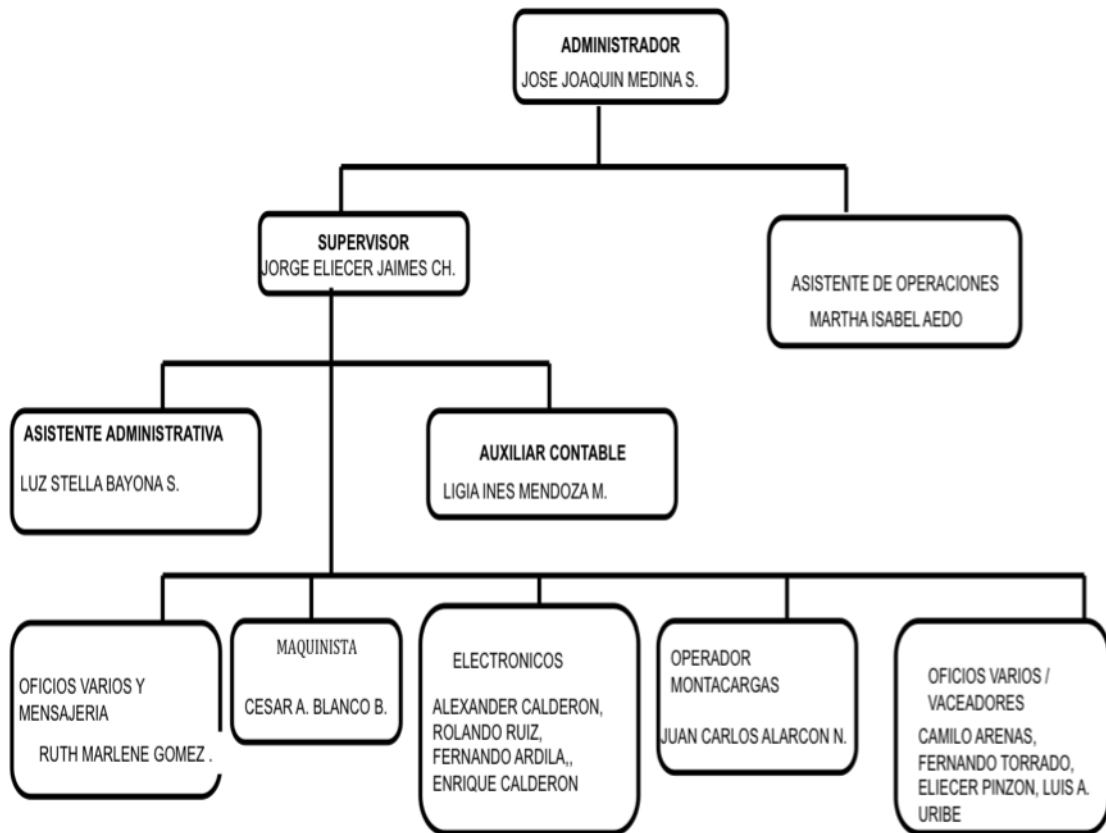 ADMINISTRADOR
JOSE JOAQUIN MEDINA S.
SUPERVISOR
JORGE ELIECER JAIMES CH.
ASISTENTE DE OPERACIONES
MARTHA ISABEL AEDO
ASISTENTE ADMINISTRATIVA
LUZ STELLA BAYONA S.
AUXILIAR CONTABLE
LIGIA INES MENDOZA M.
OFICIOS VARIOS Y
MENSAJERIA
RUTH MARLENE GOMEZ .
MAQUINISTA
CESAR A. BLANCO B.
ELECTRONICOS
ALEXANDER CALDERON,
ROLANDO RUIZ,
FERNANDO ARDILA,,
ENRIQUE CALDERON
OPERADOR
MONTACARGAS
JUAN CARLOS ALARCON N.
OFICIOS VARIOS /
VACEADORES
CAMILO ARENAS,
FERNANDO TORRADO,
ELIECER PINZON, LUIS A.
URIBE